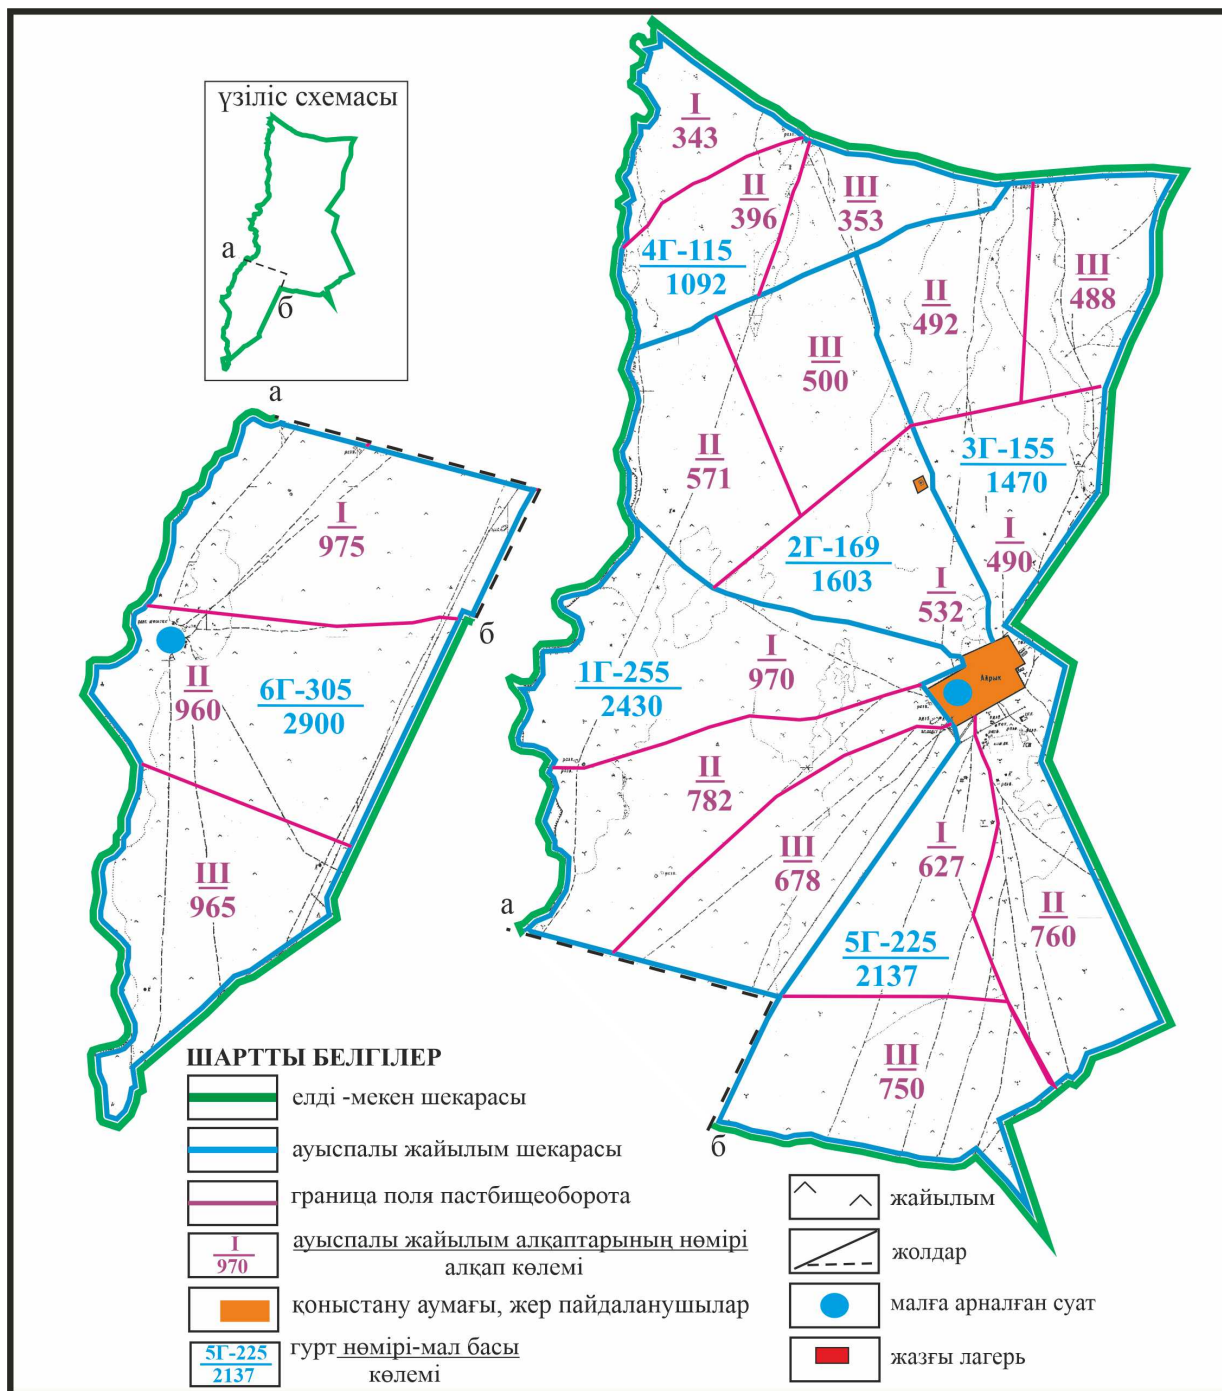 үзіліс схемасы
а
б
I
343
II
396
III
353
4Г-115
1092
II
492
III
488
III
500
II
571
3Г-155
1470
I
490
2Г-169
1603
I
532
а
I
975
б
II
960
6Г-305
2900
III
965
1Г-255
2430
I
970
II
782
III
678
I
627
II
760
5Г-225
2137
III
750
а
б
ШАРТТЫ БЕЛГІЛЕР
елді -мекен шекарасы
ауыспалы жайылым шекарасы
граница поля пастбищеоборота
I
970
ауыспалы жайылым алқаптарының нөмірі
алқап көлемі
қоныстану аумағы, жер пайдаланушылар
5Г-225
2137
гурт нөмірі-мал басы
көлемі
жайылым
жолдар
малға арналған суат
жазғы лагерь